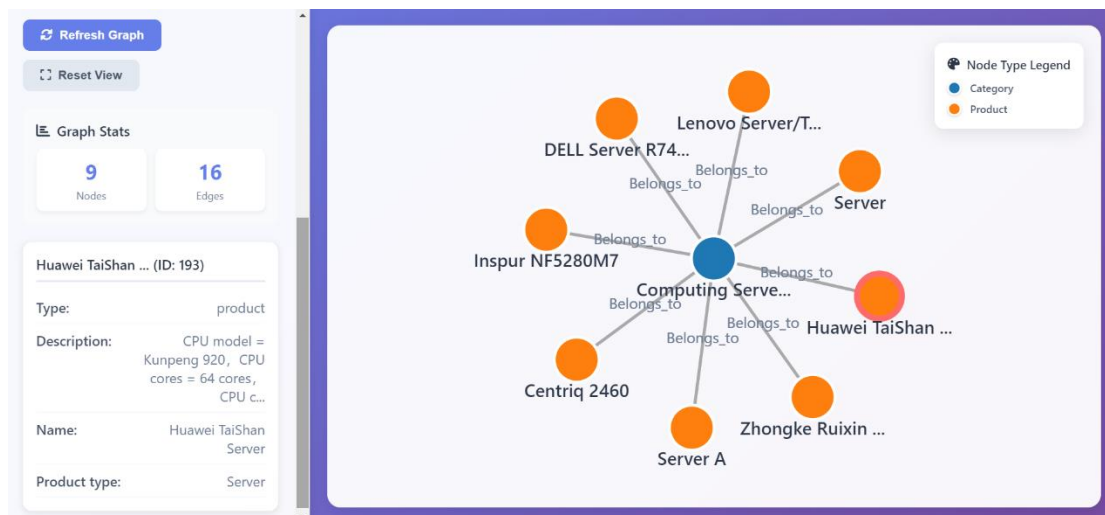 Refresh Graph
Reset View
Graph Stats
9
Nodes
16
Edges
Huawei TaiShan ... (ID: 193)
Type:
product
Description:
CPU model =
Kunpeng 920，CPU
cores = 64 cores，
CPU c...
Name:
Huawei TaiShan
Server
Product type:
Server
Node Type Legend
Category
Product
Lenovo Server/T...
DELL Server R74...
Belongs_to
Belongs_to
Server
Belongs_to
Belongs_to
Inspur NF5280M7
Belongs_to
Computing Serve...
Belongs_to
Belongs_to
Huawei TaiShan ...
Belongs_to
Centriq 2460
Zhongke Ruixin ...
Server A